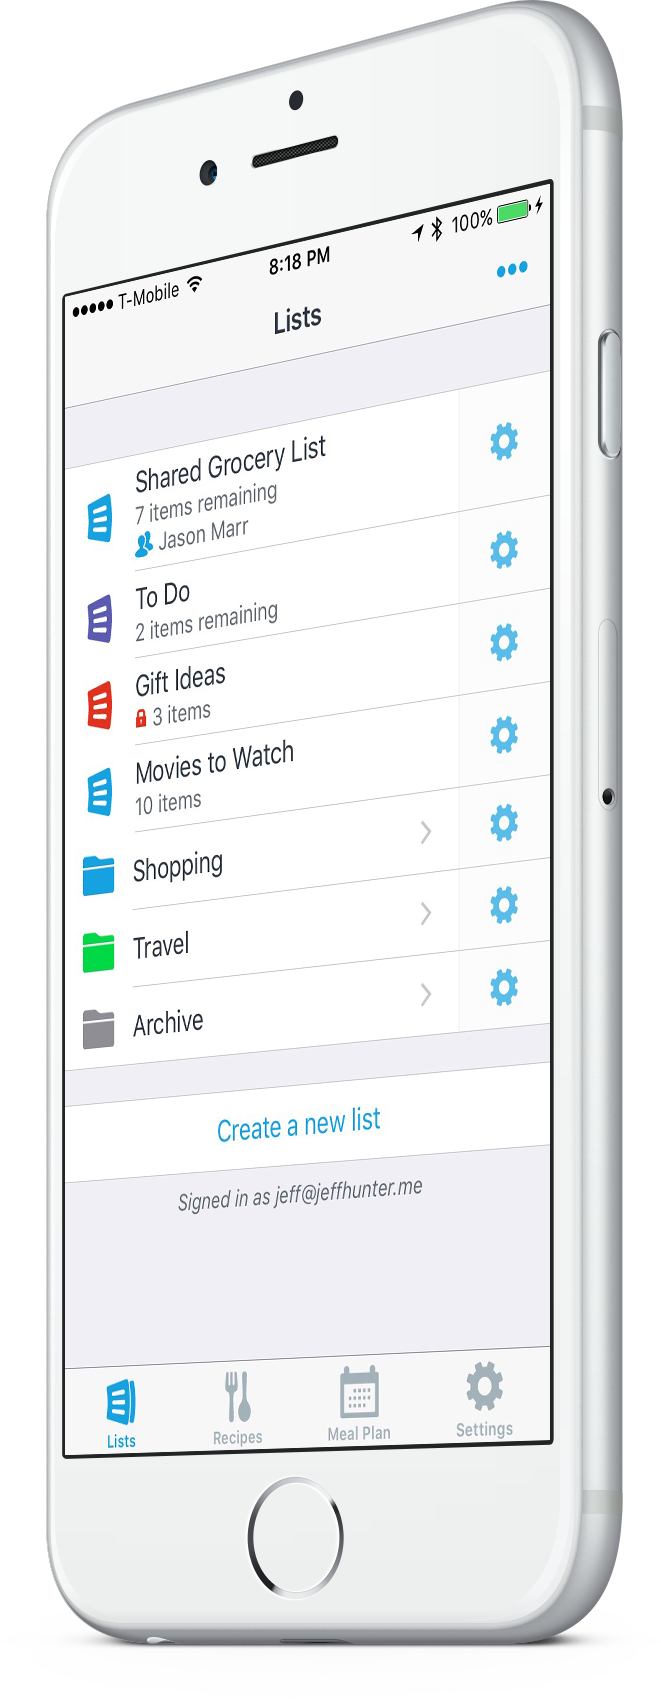 T-Mobile 8:18 PM 100%
Lists
Shared Grocery List
7 items remaining
Jason Marr
To Do
2 items remaining
Gift Ideas
3 items
Movies to Watch
10 items
Shopping
Travel
Archive
Create a new list
Signed in as jeff@jeffhunter.me
Lists Recipes Meal Plan Settings